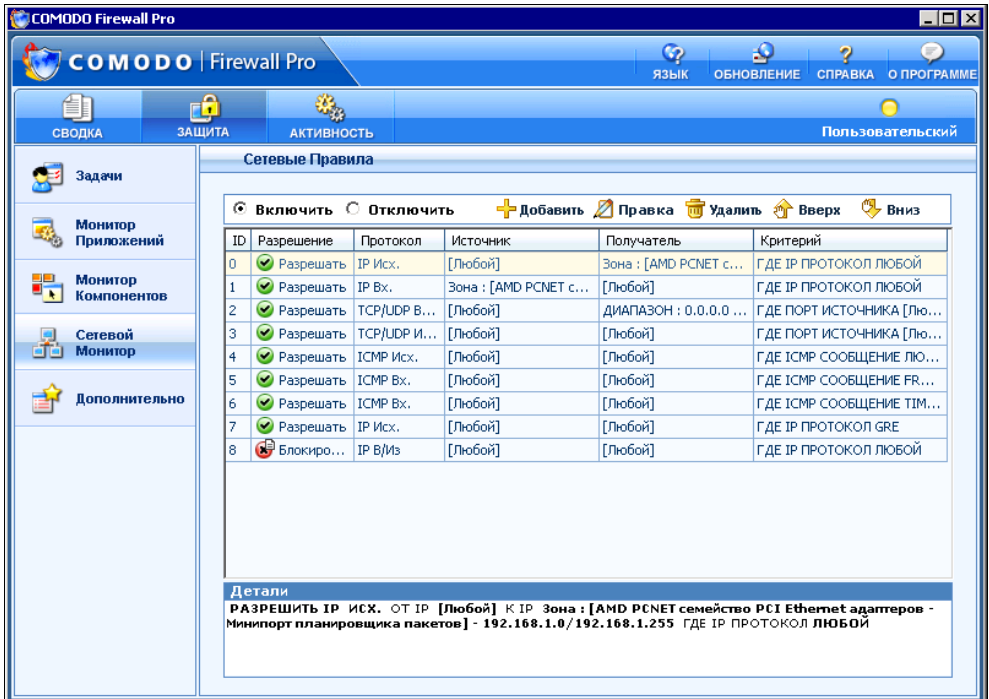 COMODO Firewall Pro
COMODO | Firewall Pro
ЯЗЫК ОБНОВЛЕНИЕ СПРАВКА О ПРОГРАММЕ
СВОДКА ЗАЩИТА АКТИВНОСТЬ Пользовательский
Задачи
Монитор Приложений
Монитор Компонентов
Сетевой Монитор
Дополнительно
Сетевые Правила
Включить Отключить Добавить Правка Удалить Вверх Вниз
ID Разрешение Протокол Источник Получатель Критерий
0 Разрешать IP Исх. [Любой] Зона : [AMD PCNET с... ГДЕ IP ПРОТОКОЛ ЛЮБОЙ
1 Разрешать IP Вх. Зона : [AMD PCNET с... [Любой] ГДЕ IP ПРОТОКОЛ ЛЮБОЙ
2 Разрешать TCP/UDP В... [Любой] ДИАПАЗОН : 0.0.0.0 ... ГДЕ ПОРТ ИСТОЧНИКА [Лю...
3 Разрешать TCP/UDP И... [Любой] [Любой] ГДЕ ПОРТ ИСТОЧНИКА [Лю...
4 Разрешать ICMP Исх. [Любой] [Любой] ГДЕ ICMP СООБЩЕНИЕ ЛЮ...
5 Разрешать ICMP Вх. [Любой] [Любой] ГДЕ ICMP СООБЩЕНИЕ FR...
6 Разрешать ICMP Вх. [Любой] [Любой] ГДЕ ICMP СООБЩЕНИЕ TIM...
7 Разрешать IP Исх. [Любой] [Любой] ГДЕ IP ПРОТОКОЛ GRE
8 Блокиро... IP В/Из [Любой] [Любой] ГДЕ IP ПРОТОКОЛ ЛЮБОЙ
Детали
РАЗРЕШИТЬ IP ИСХ. ОТ IP [Любой] К IP Зона : [AMD PCNET семейство PCI Ethernet адаптеров -
Минипорт планировщика пакетов] - 192.168.1.0/192.168.1.255 ГДЕ IP ПРОТОКОЛ ЛЮБОЙ